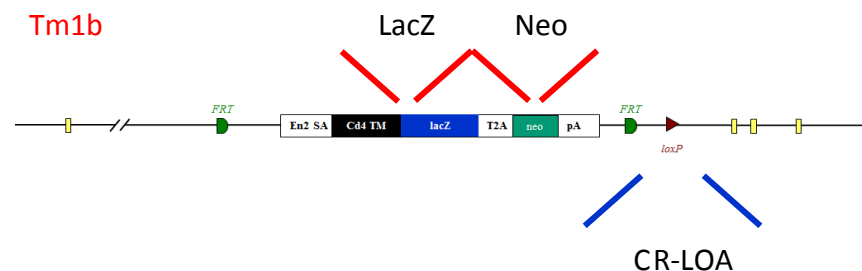 Tm1b
LacZ Neo
FRT FRT
En2 SA Cd4 TM lacZ T2A neo pA
loxP
CR-LOA